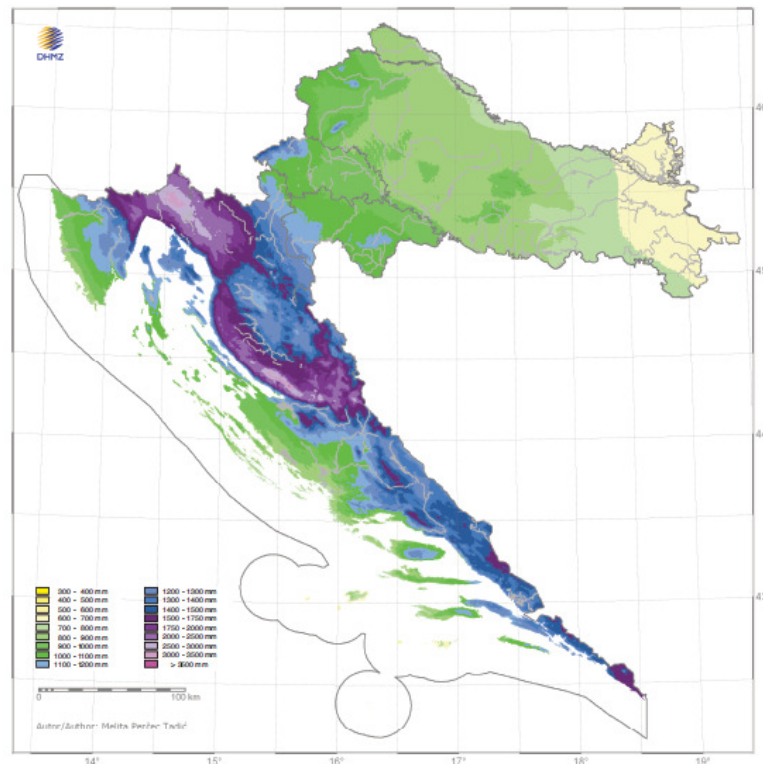 DHMZ
300 - 400 mm
400 - 500 mm
500 - 600 mm
600 - 700 mm
700 - 800 mm
800 - 900 mm
900 - 1000 mm
1000 - 1100 mm
1100 - 1200 mm
1200 - 1300 mm
1300 - 1400 mm
1400 - 1500 mm
1500 - 1750 mm
1750 - 2000 mm
2000 - 2500 mm
2500 - 3000 mm
3000 - 3500 mm
> 3500 mm
0 100 km
Autor/Author: Melita Perčec Tadić
14° 15° 16° 17° 18° 19°